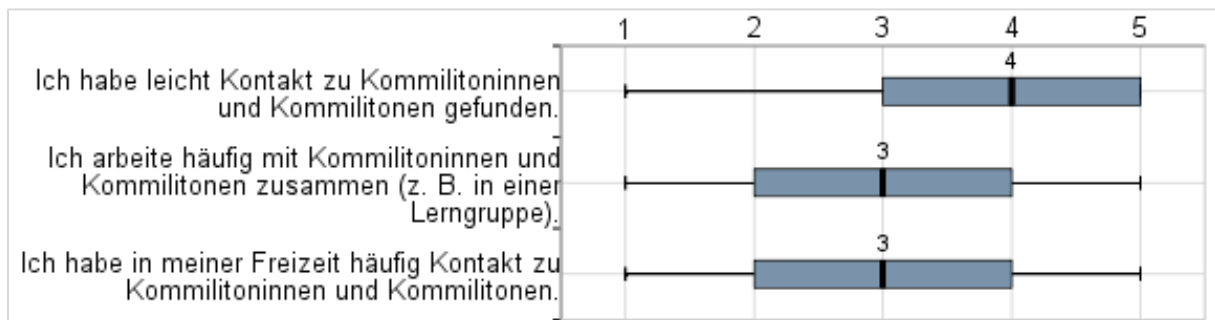 1 2 3 4 5
4
Ich habe leicht Kontakt zu Kommilitoninnen
und Kommilitonen gefunden.
3
Ich arbeite häufig mit Kommilitoninnen und
Kommilitonen zusammen (z. B. in einer
Lerngruppe).
3
Ich habe in meiner Freizeit häufig Kontakt zu
Kommilitoninnen und Kommilitonen.